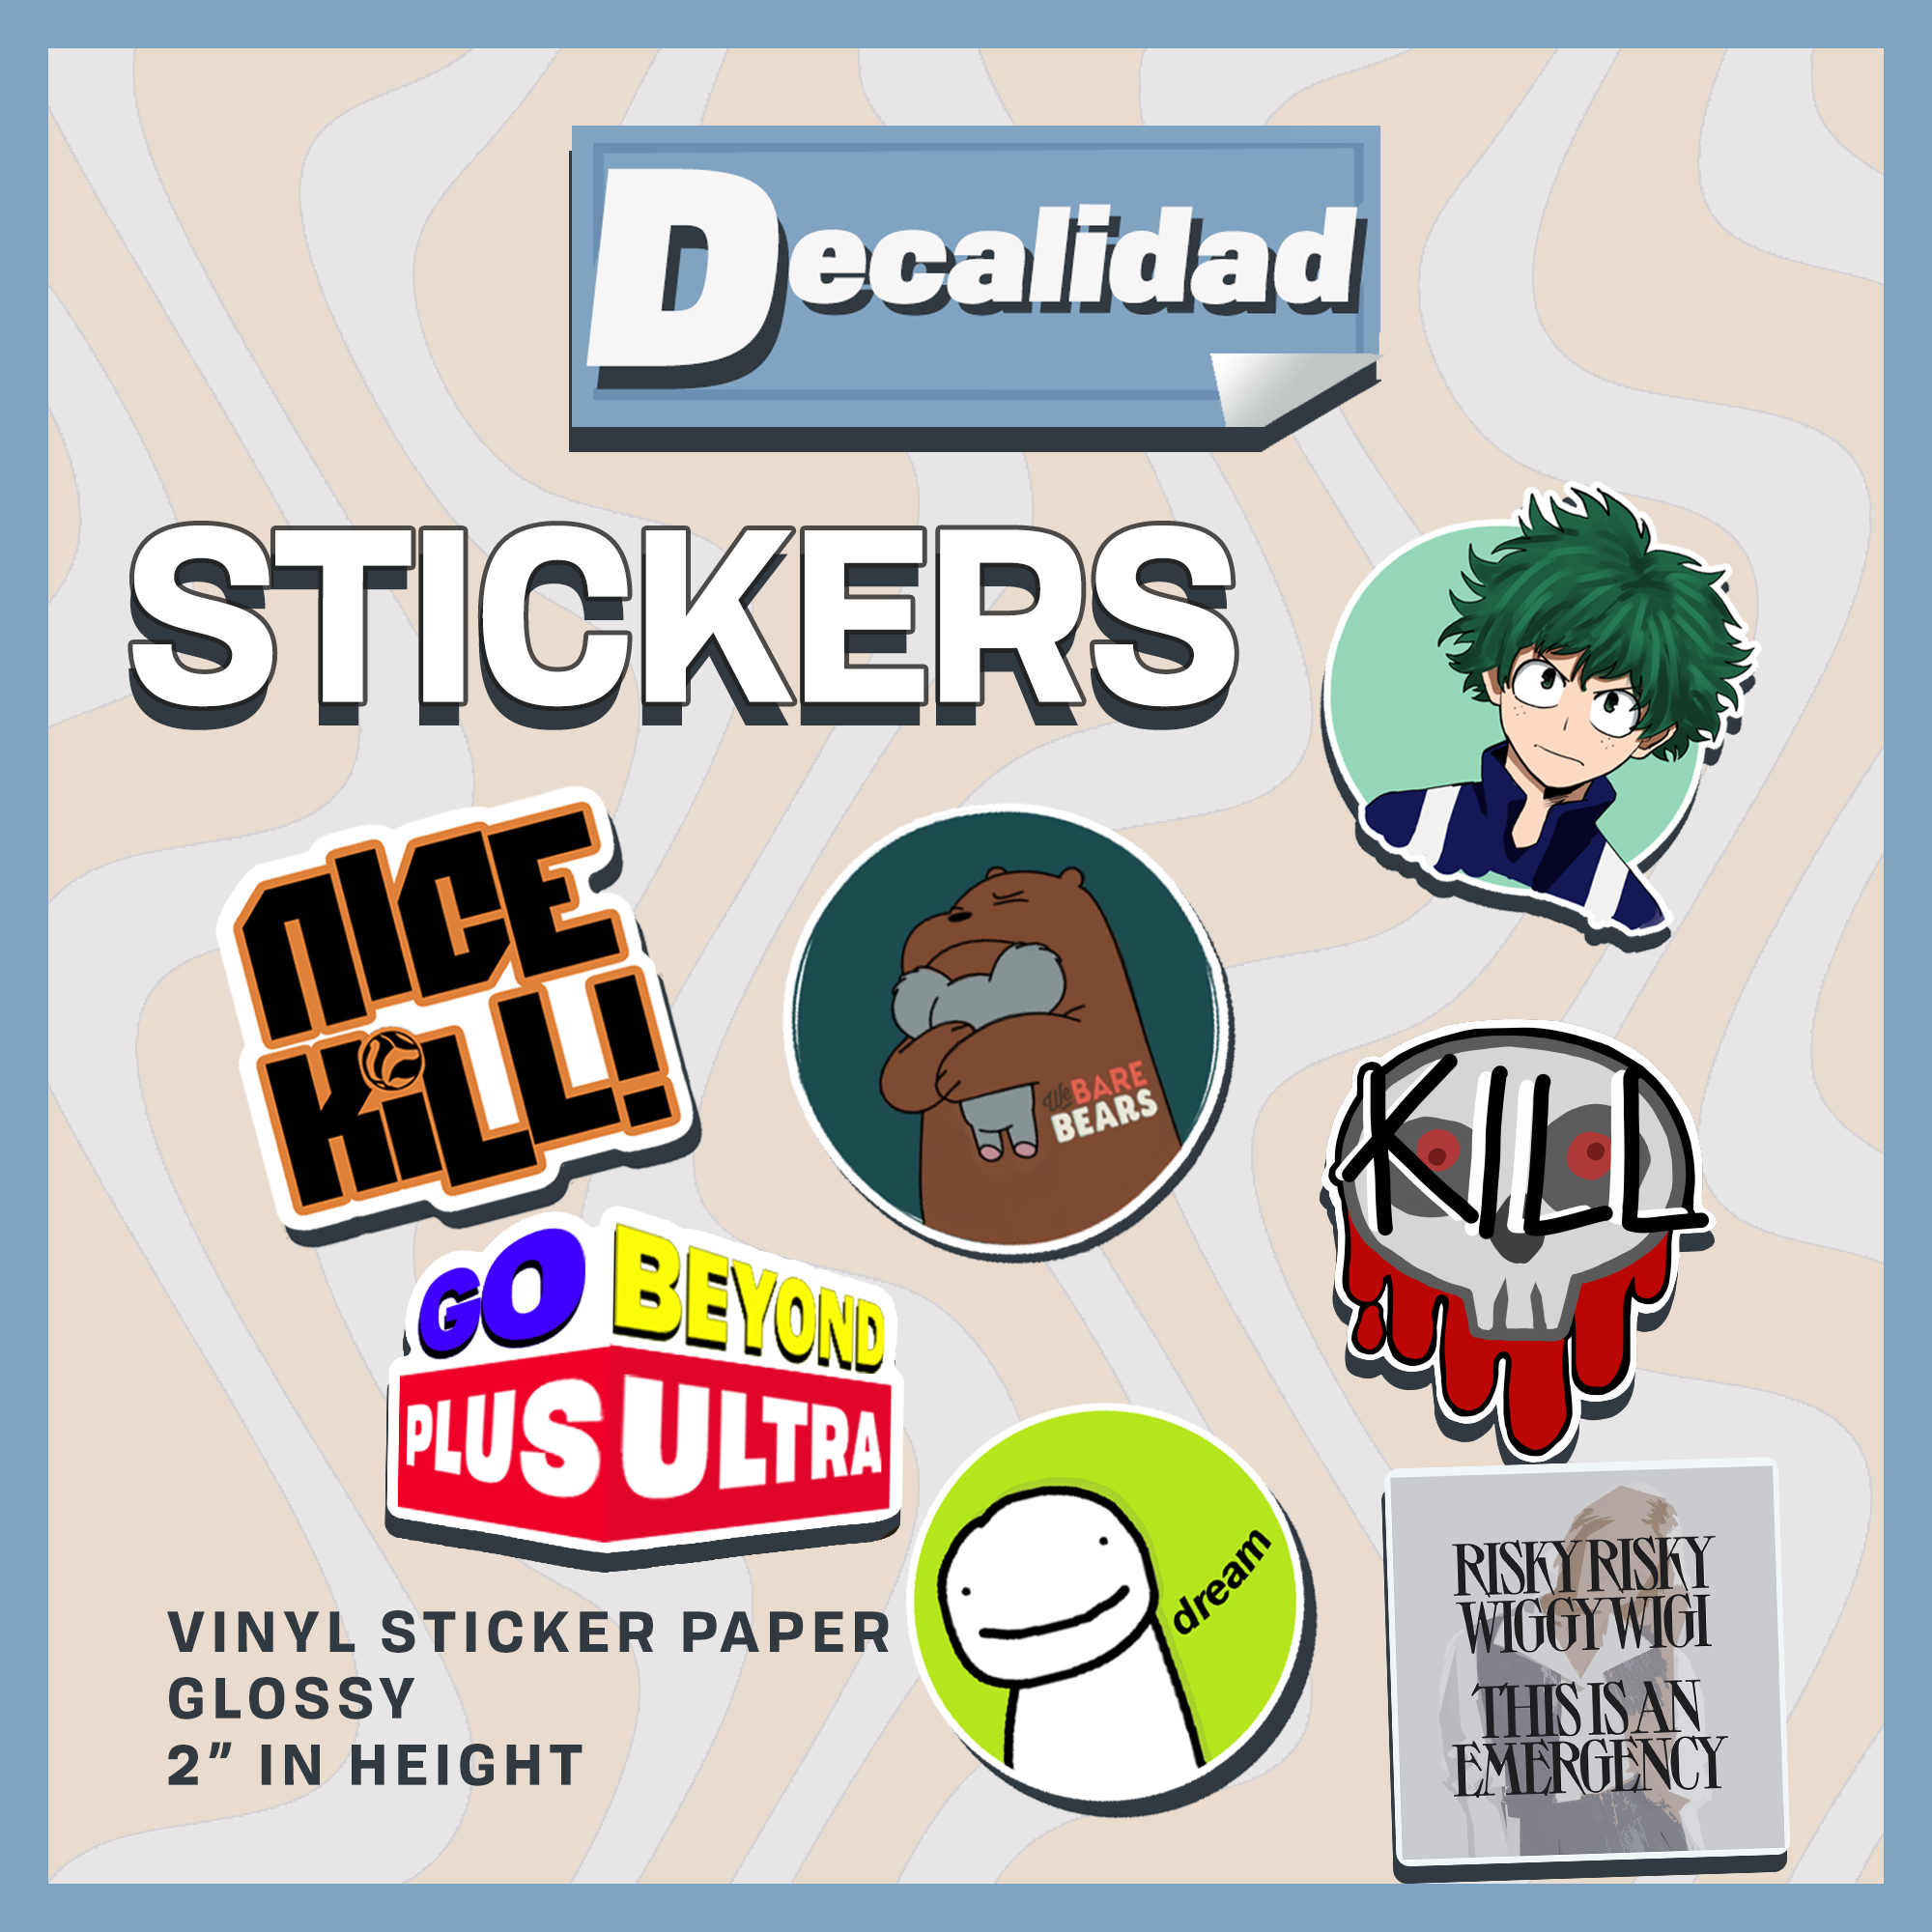 Decalidad
STICKERS
NICE
KiLL!
We BARE
BEARS
KILL
GO BEYOND
PLUS ULTRA
dream
RISKY RISKY
WIGGY WIGI
THIS IS AN
EMERGENCY
VINYL STICKER PAPER
GLOSSY
2” IN HEIGHT